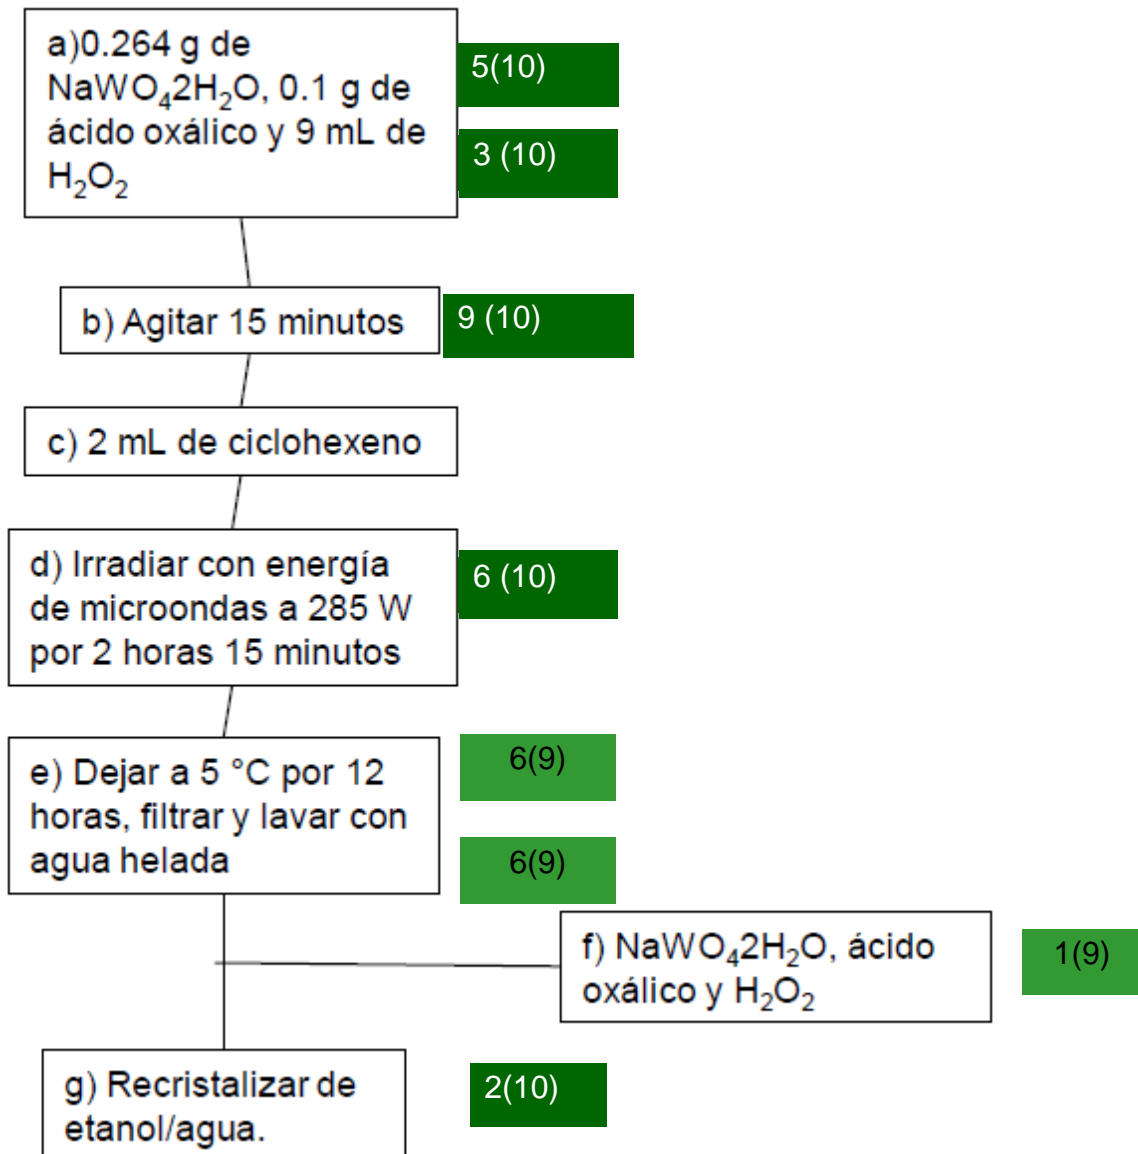 a)0.264 g de
NaWO₄2H₂O, 0.1 g de
ácido oxálico y 9 mL de
H₂O₂
5(10)
3 (10)
b) Agitar 15 minutos
9 (10)
c) 2 mL de ciclohexeno
d) Irradiar con energía
de microondas a 285 W
por 2 horas 15 minutos
6 (10)
e) Dejar a 5 °C por 12
horas, filtrar y lavar con
agua helada
6(9)
6(9)
f) NaWO₄2H₂O, ácido
oxálico y H₂O₂
1(9)
g) Recristalizar de
etanol/agua.
2(10)